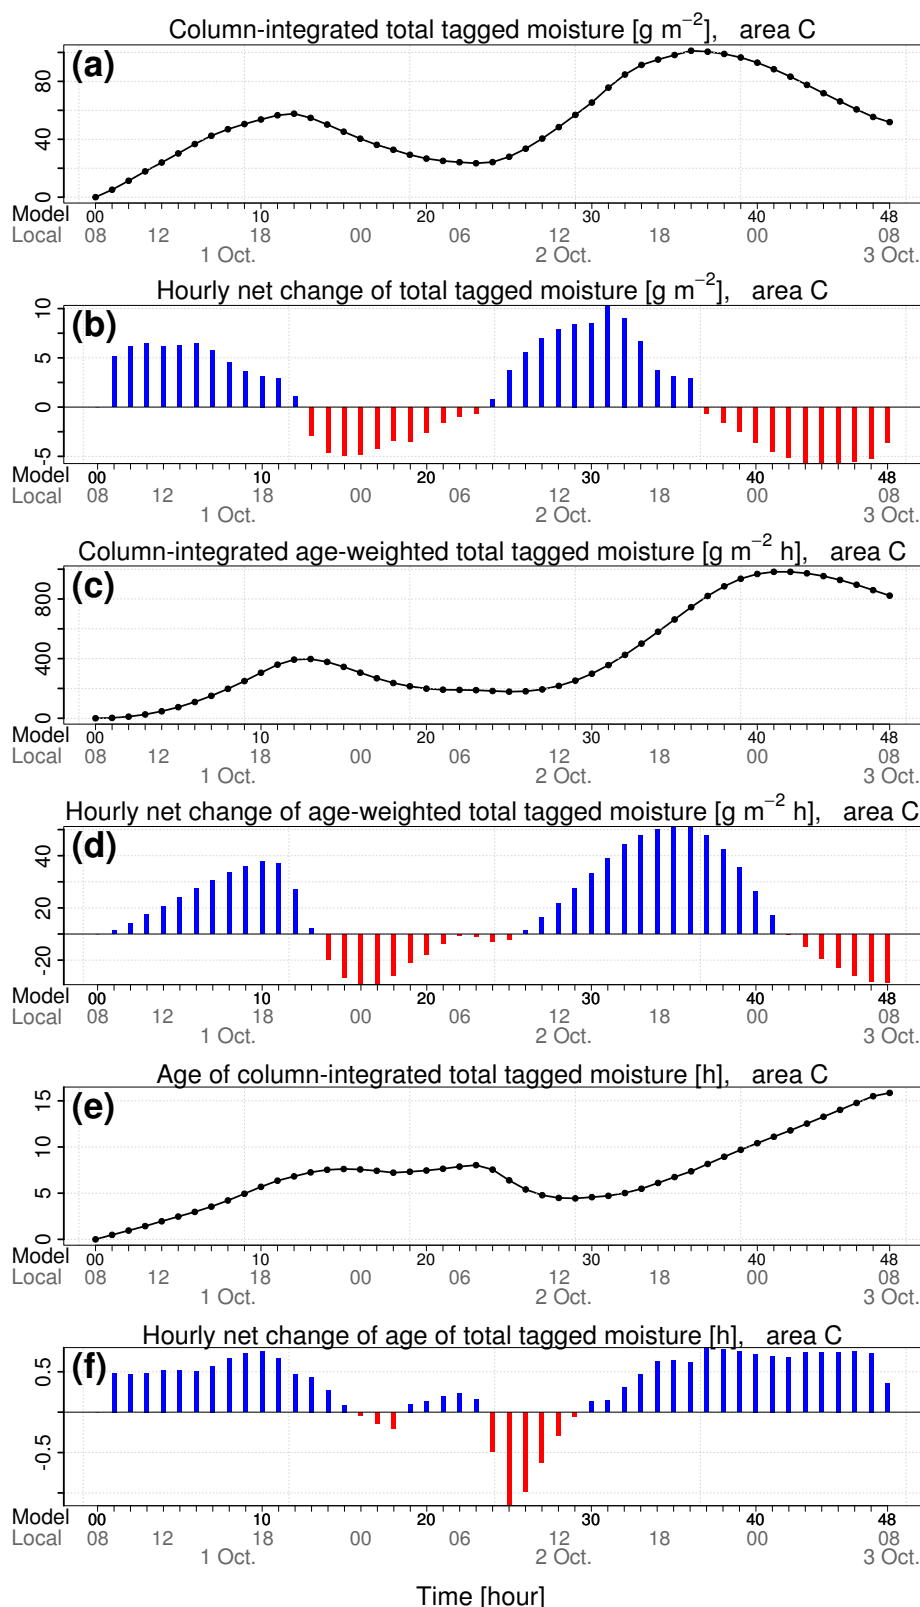 Column-integrated total tagged moisture [g m⁻²], area C
(a)
80
40
0
Model 00 10 20 30 40 48
Local 08 12 18 00 06 12 18 00 08
1 Oct. 2 Oct. 3 Oct.
Hourly net change of total tagged moisture [g m⁻²], area C
(b)
10
5
0
-5
Model 00 10 20 30 40 48
Local 08 12 18 00 06 12 18 00 08
1 Oct. 2 Oct. 3 Oct.
Column-integrated age-weighted total tagged moisture [g m⁻² h], area C
(c)
800
400
0
Model 00 10 20 30 40 48
Local 08 12 18 00 06 12 18 00 08
1 Oct. 2 Oct. 3 Oct.
Hourly net change of age-weighted total tagged moisture [g m⁻² h], area C
(d)
40
20
-20
Model 00 10 20 30 40 48
Local 08 12 18 00 06 12 18 00 08
1 Oct. 2 Oct. 3 Oct.
Age of column-integrated total tagged moisture [h], area C
(e)
15
10
5
0
Model 00 10 20 30 40 48
Local 08 12 18 00 06 12 18 00 08
1 Oct. 2 Oct. 3 Oct.
Hourly net change of age of total tagged moisture [h], area C
(f)
0.5
-0.5
Model 00 10 20 30 40 48
Local 08 12 18 00 06 12 18 00 08
1 Oct. 2 Oct. 3 Oct.
Time [hour]